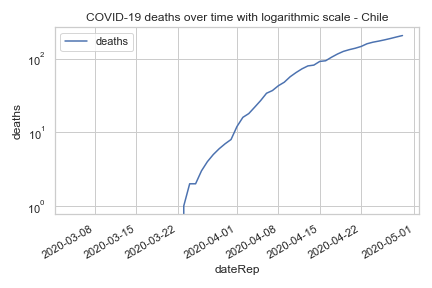 COVID-19 deaths over time with logarithmic scale - Chile
deaths
10²
10¹
10⁰
deaths
2020-03-08
2020-03-15
2020-03-22
2020-04-01
2020-04-08
2020-04-15
2020-04-22
2020-05-01
dateRep